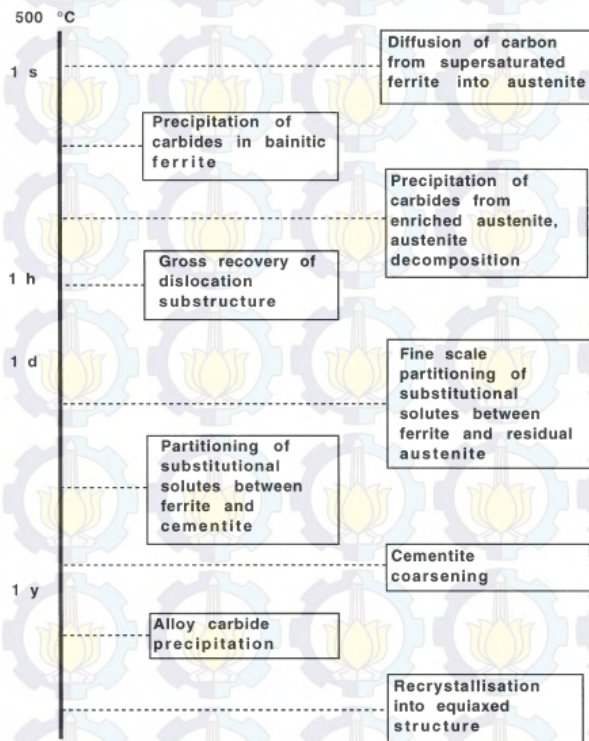 500 °C
1 s
Diffusion of carbon
from supersaturated
ferrite into austenite
Precipitation of
carbides in bainitic
ferrite
Precipitation of
carbides from
enriched austenite,
austenite
decomposition
1 h
Gross recovery of
dislocation
substructure
1 d
Fine scale
partitioning of
substitutional
solutes between
ferrite and residual
austenite
Partitioning of
substitutional
solutes between
ferrite and
cementite
Cementite
coarsening
1 y
Alloy carbide
precipitation
Recrystallisation
into equiaxed
structure